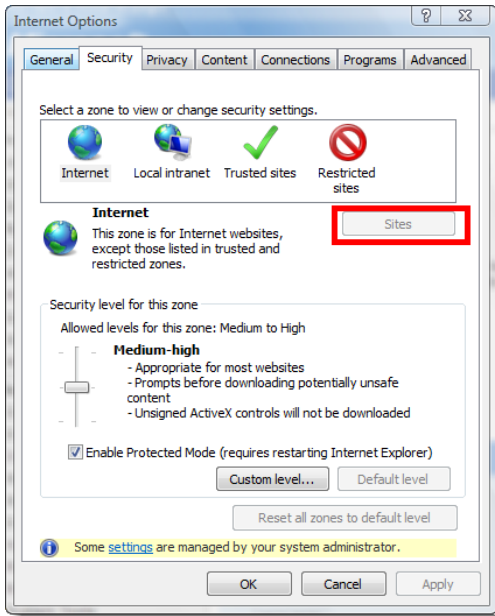 Internet Options
General Security Privacy Content Connections Programs Advanced
Select a zone to view or change security settings.
Internet Local intranet Trusted sites Restricted
sites
Internet
Sites
This zone is for Internet websites,
except those listed in trusted and
restricted zones.
Security level for this zone
Allowed levels for this zone: Medium to High
Medium-high
- Appropriate for most websites
- Prompts before downloading potentially unsafe
content
- Unsigned ActiveX controls will not be downloaded
Enable Protected Mode (requires restarting Internet Explorer)
Custom level... Default level
Reset all zones to default level
Some settings are managed by your system administrator.
OK Cancel Apply